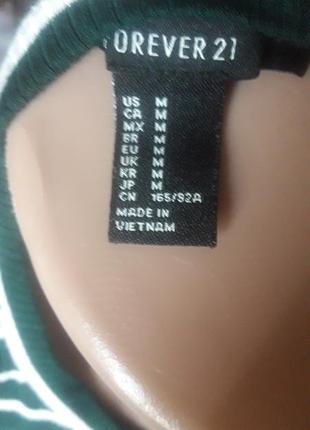 OREVER 21
US M
CA M
MX M
BR M
EU M
UK M
KR M
JP M
CN 165/92A
MADE IN
VIETNAM